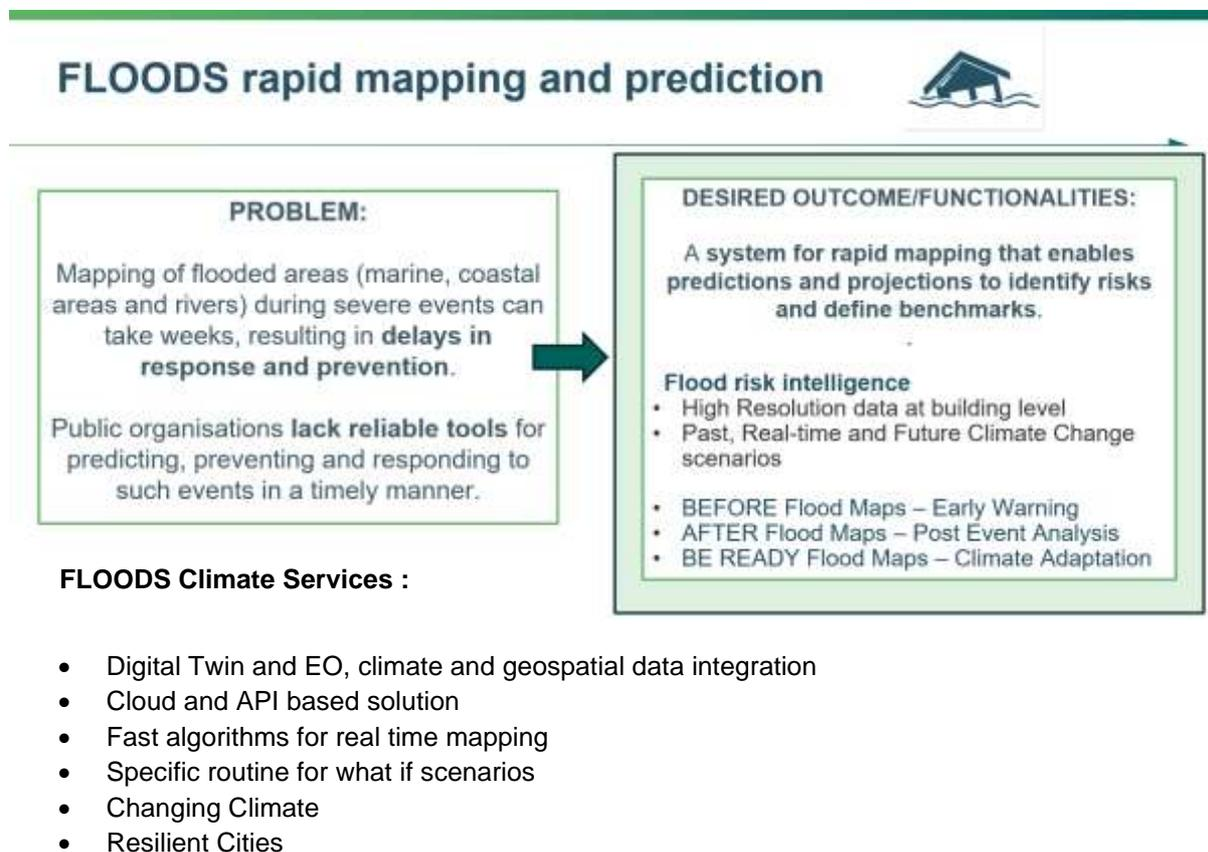 FLOODS rapid mapping and prediction
PROBLEM:
Mapping of flooded areas (marine, coastal
areas and rivers) during severe events can
take weeks, resulting in delays in
response and prevention.
Public organisations lack reliable tools for
predicting, preventing and responding to
such events in a timely manner.
DESIRED OUTCOME/FUNCTIONALITIES:
A system for rapid mapping that enables
predictions and projections to identify risks
and define benchmarks.
.
Flood risk intelligence
• High Resolution data at building level
• Past, Real-time and Future Climate Change
scenarios
• BEFORE Flood Maps – Early Warning
• AFTER Flood Maps – Post Event Analysis
• BE READY Flood Maps – Climate Adaptation
FLOODS Climate Services :
• Digital Twin and EO, climate and geospatial data integration
• Cloud and API based solution
• Fast algorithms for real time mapping
• Specific routine for what if scenarios
• Changing Climate
• Resilient Cities